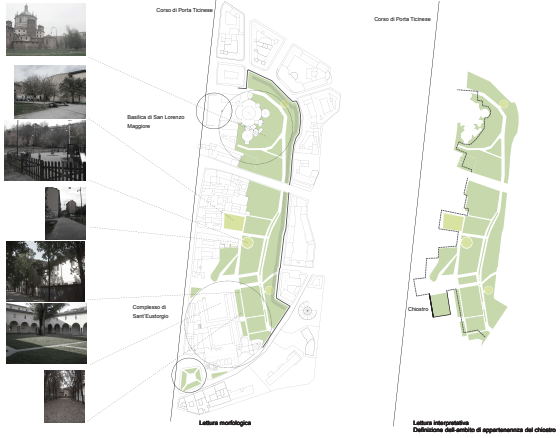 Corso di Porta Ticinese
Corso di Porta Ticinese
Basilica di San Lorenzo
Maggiore
Complesso di
Sant'Eustorgio
Chiostro
Lettura morfologica
Lettura interpretativa
Definizione dell-ambito di appartenennza del chiostro